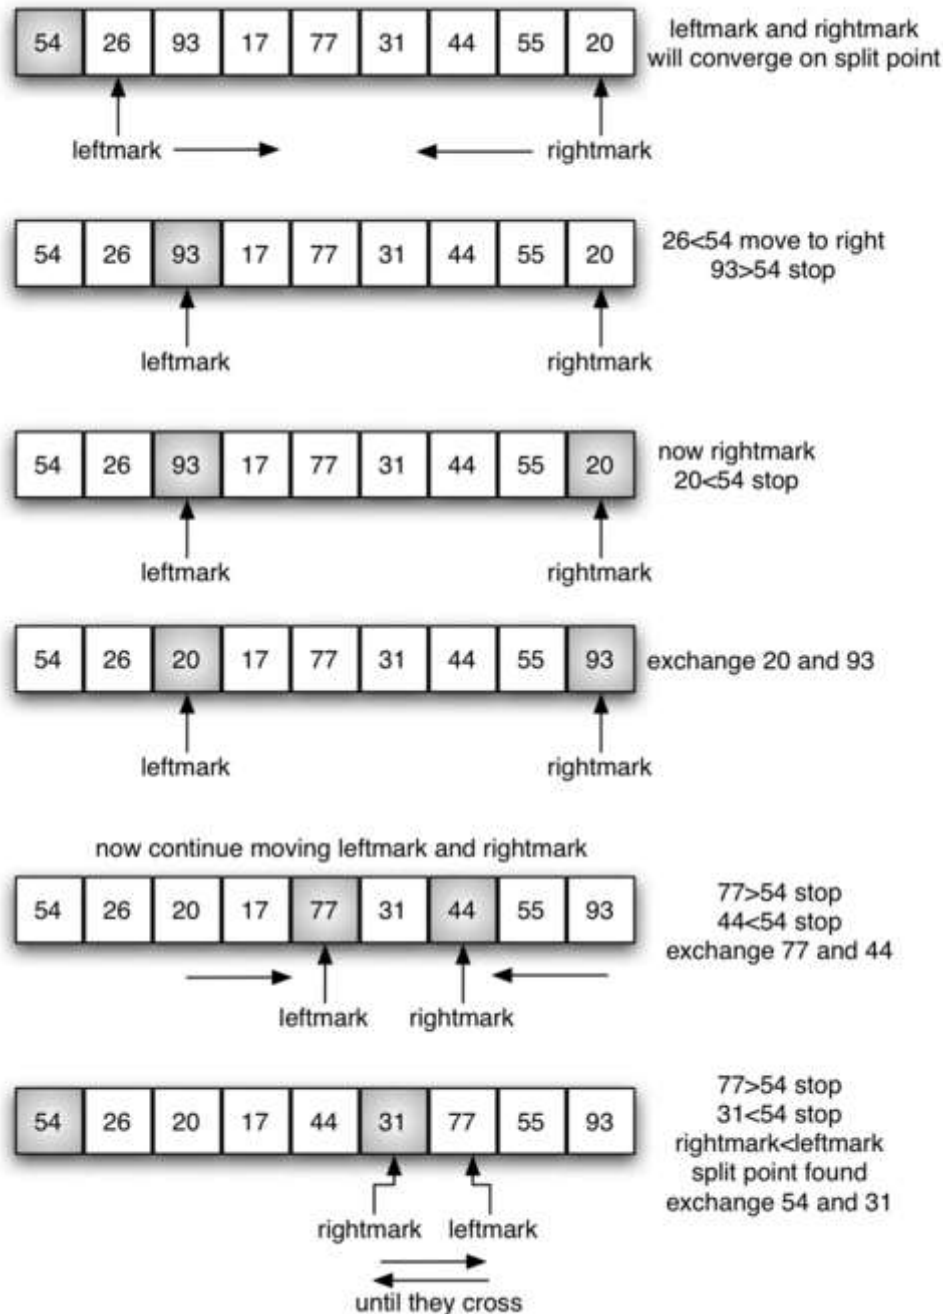 54 26 93 17 77 31 44 55 20
leftmark and rightmark
will converge on split point
leftmark rightmark
54 26 93 17 77 31 44 55 20
26<54 move to right
93>54 stop
leftmark rightmark
54 26 93 17 77 31 44 55 20
now rightmark
20<54 stop
leftmark rightmark
54 26 20 17 77 31 44 55 93
exchange 20 and 93
leftmark rightmark
now continue moving leftmark and rightmark
54 26 20 17 77 31 44 55 93
77>54 stop
44<54 stop
exchange 77 and 44
leftmark rightmark
54 26 20 17 44 31 77 55 93
77>54 stop
31<54 stop
rightmark<leftmark
split point found
exchange 54 and 31
rightmark leftmark
until they cross